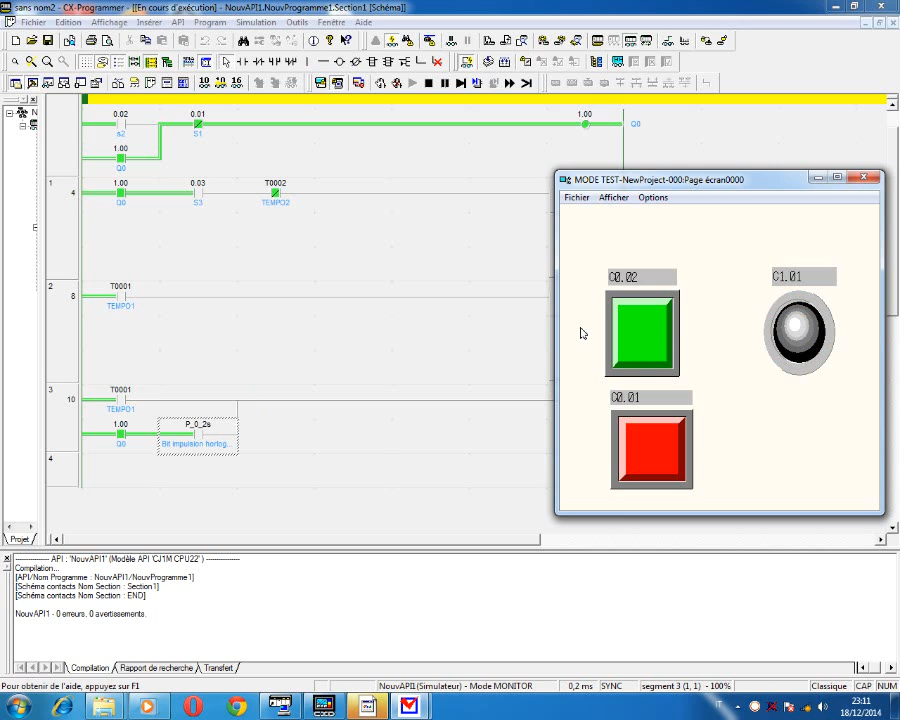 sans nom2 - CX-Programmer - [[En cours d'exécution] - NouvAPI1.NouvProgramme1.Section1 [Schéma]]
Fichier Edition Affichage Insérer API Program Simulation Outils Fenêtre Aide
0.02 0.01 1.00
s2 S1 Q0
1.00
Q0
1
4
1.00 0.03 T0002
Q0 S3 TEMPO2
2
8
T0001
TEMPO1
3
10
T0001
TEMPO1
1.00 P_0_2s
Q0 Bit impulsion horlog...
4
MODE TEST-NewProject-000:Page écran0000
Fichier Afficher Options
C0.02 C1.01
C0.01
Projet
---------------- API : 'NouvAPI1' (Modèle API 'CJ1M CPU22' ) ----------------
Compilation...
[API/Nom Programme : NouvAPI1/NouvProgramme1]
[Schéma contacts Nom Section : Section1]
[Schéma contacts Nom Section : END]
NouvAPI1 - 0 erreurs, 0 avertissements.
Compilation Rapport de recherche Transfert
Pour obtenir de l'aide, appuyez sur F1 NouvAPI1(Simulateur) - Mode MONITOR 0,2 ms SYNC segment 3 (1, 1) - 100% Classique CAP NUM
IT 23:11
18/12/2014